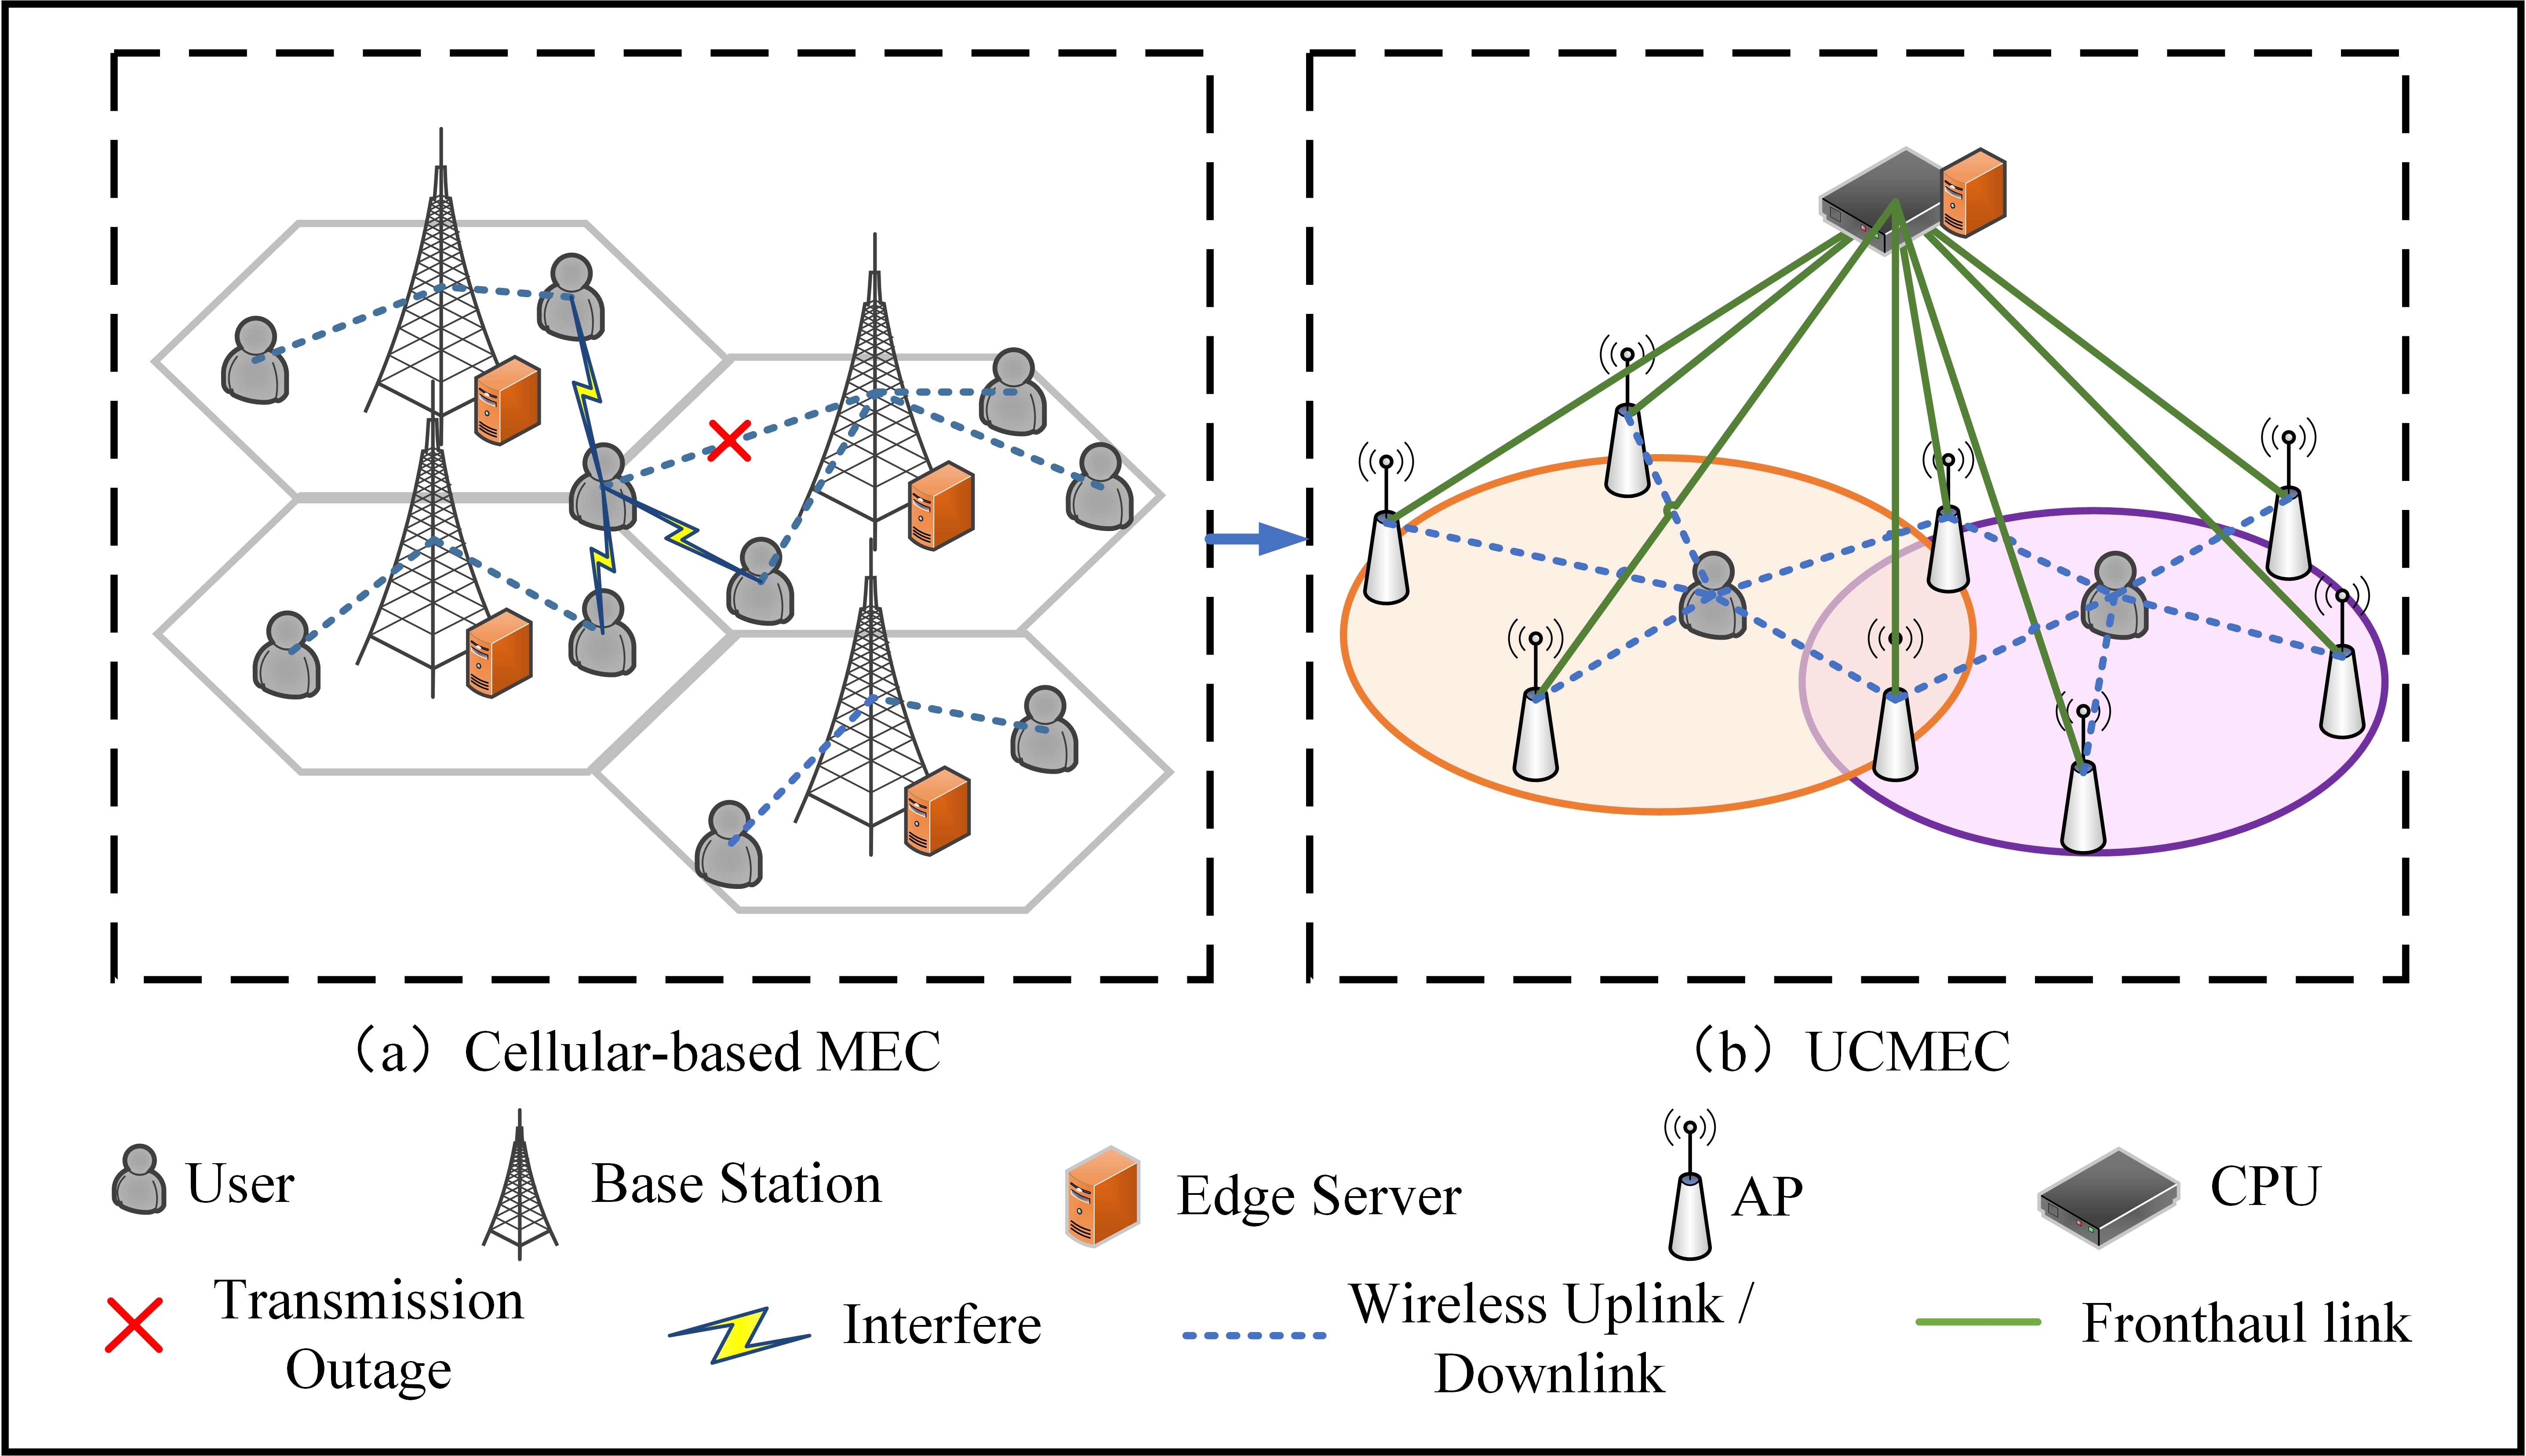 （a）Cellular-based MEC
（b）UCMEC
User
Base Station
Edge Server
AP
CPU
Transmission
Outage
Interfere
Wireless Uplink /
Downlink
Fronthaul link